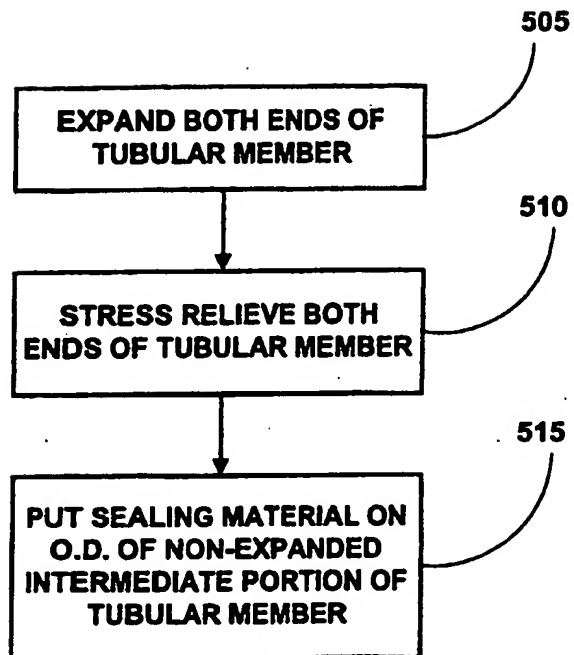 505
EXPAND BOTH ENDS OF
TUBULAR MEMBER
510
STRESS RELIEVE BOTH
ENDS OF TUBULAR MEMBER
515
PUT SEALING MATERIAL ON
O.D. OF NON-EXPANDED
INTERMEDIATE PORTION OF
TUBULAR MEMBER